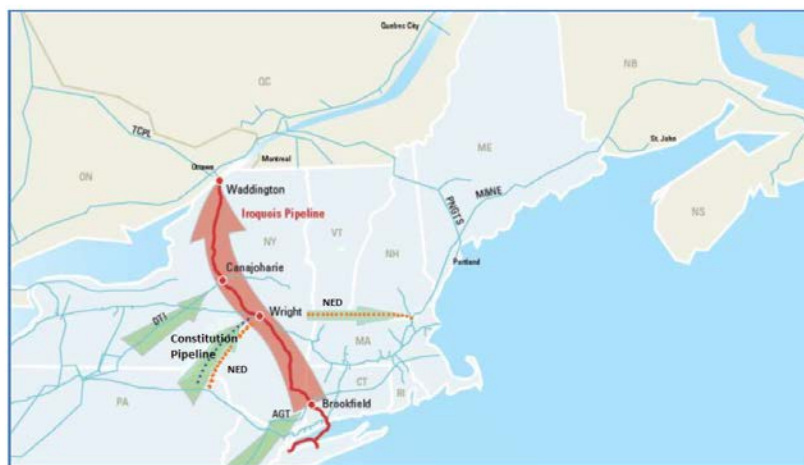 Quebec City
QC
NB
TCPL
St. John
ME
Ottawa
Montreal
ON
Waddington
M&NE
PNGTS
NS
Iroquois Pipeline
NY
VT
NH
Portland
Canajoharie
NED
Wright
DTI
Constitution
Pipeline
MA
NED
CT
RI
PA
AGT
Brookfield